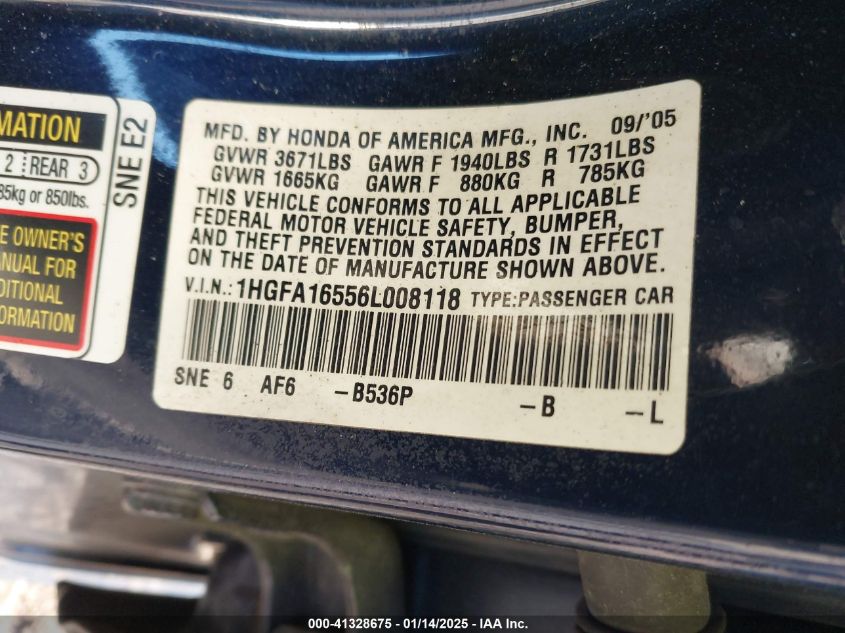 MATION
2 REAR 3
85kg or 850lbs.
E OWNER'S
ANUAL FOR
DITIONAL
FORMATION
SNE E2
MFD. BY HONDA OF AMERICA MFG., INC. 09/'05
GVWR 3671LBS GAWR F 1940LBS R 1731LBS
GVWR 1665KG GAWR F 880KG R 785KG
THIS VEHICLE CONFORMS TO ALL APPLICABLE
FEDERAL MOTOR VEHICLE SAFETY, BUMPER,
AND THEFT PREVENTION STANDARDS IN EFFECT
ON THE DATE OF MANUFACTURE SHOWN ABOVE.
V.I.N.: 1HGFA16556L008118 TYPE:PASSENGER CAR
SNE 6 AF6 -B536P -B -L
000-41328675 - 01/14/2025 - IAA Inc.